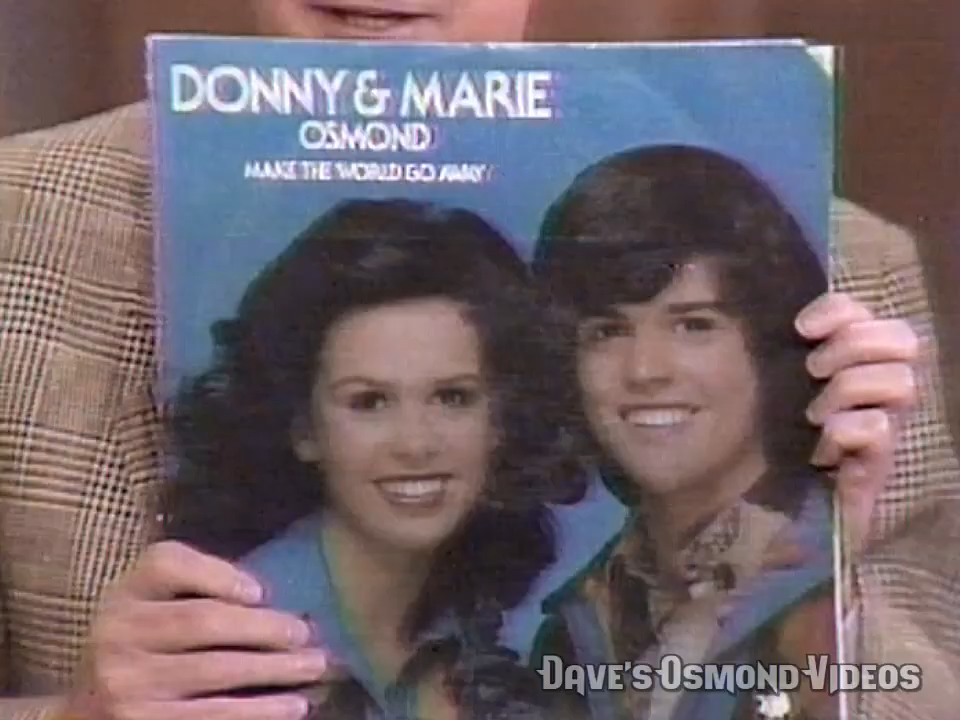 DONNY & MARIE
OSMOND
MAKE THE WORLD GO AWAY
DAVE'S OSMOND VIDEOS